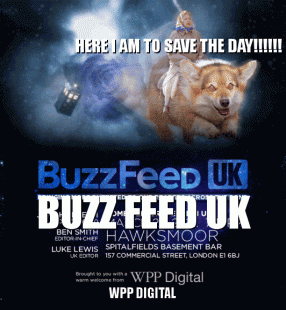 HERE I AM TO SAVE THE DAY!!!!!!
BuzzFeed UK
BUZZ FEED UK
BEN SMITH
EDITOR-IN-CHIEF
LUKE LEWIS
UK EDITOR
HAWKSMOOR
SPITALFIELDS BASEMENT BAR
157 COMMERCIAL STREET, LONDON E1 6BJ
Brought to you with a
warm welcome from
WPP Digital
WPP DIGITAL